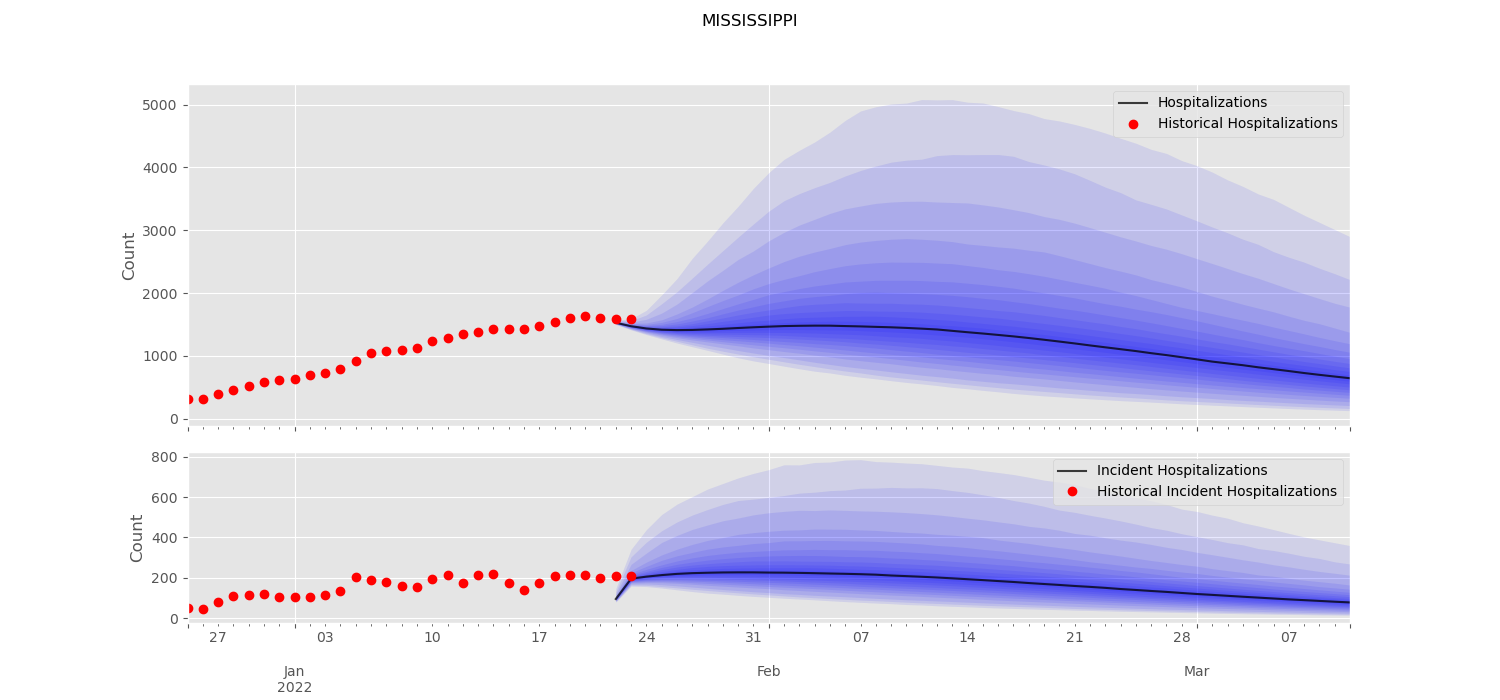 MISSISSIPPI
5000
4000
3000
2000
1000
0
Count
Hospitalizations
Historical Hospitalizations
800
600
400
200
0
Count
Incident Hospitalizations
Historical Incident Hospitalizations
27 03 10 17 24 31 07 14 21 28 07
Jan Feb Mar
2022